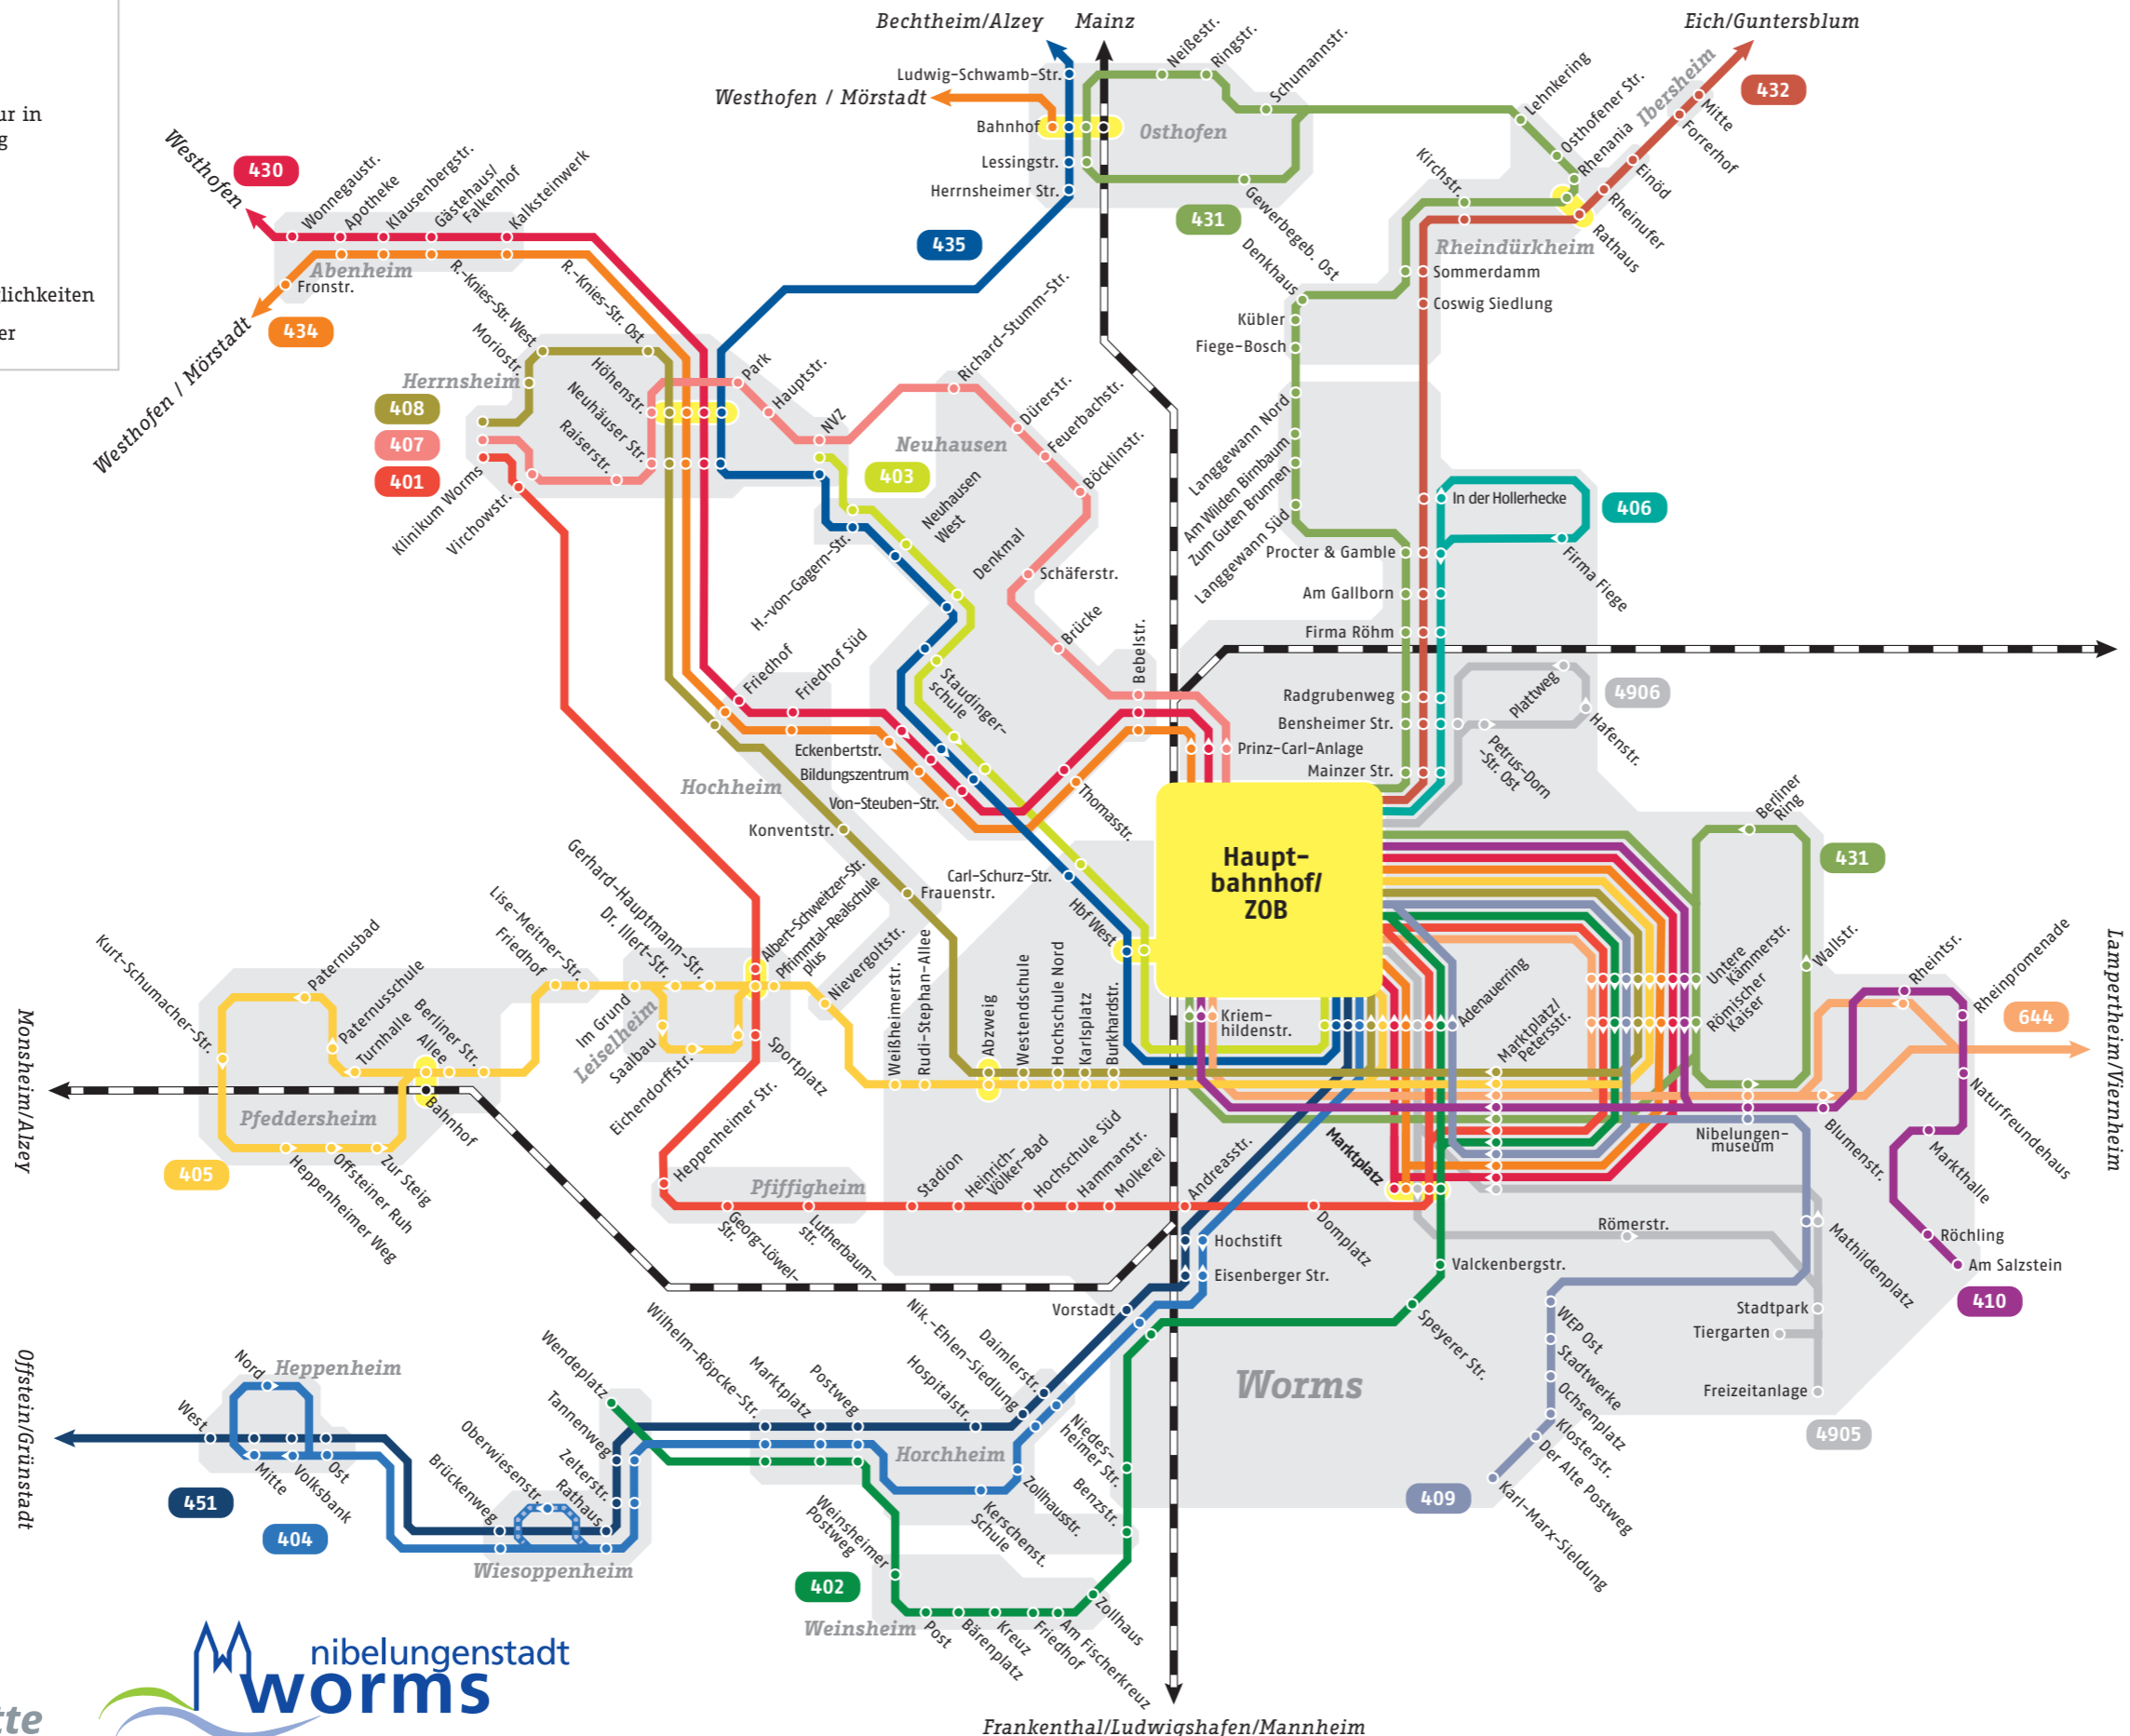 ur in
g
glichkeiten
er
Bechtheim/Alzey
Mainz
Eich/Guntersblum
Westhofen / Mörstadt
Ludwig-Schwamb-Str.
Bahnhof
Lessingstr.
Herrnsheimer Str.
Osthofen
Neißestr.
Ringstr.
Schumannstr.
Gewerbegeb. Ost
431
435
Lehnkering
Osthofener Str.
Rhenania
Ibersheim
432
Mitte
Forrerhof
Einöd
Rheinufer
Rathaus
Kirchstr.
Rheindürkheim
Denkhaus
Sommerdamm
Coswig Siedlung
Kübler
Fiege-Bosch
Westhofen
430
Wonnegaustr.
Apotheke
Klausenbergstr.
Gästehaus/
Falkenhof
Kalksteinwerk
Abenheim
Fronstr.
434
Westhofen / Mörstadt
R.-Knies-Str. West
R.-Knies-Str. Ost
Moriostr.
Herrnsheim
Höhenstr.
Neuhäuser Str.
Raiserstr.
408
407
401
Klinikum Worms
Virchowstr.
Park
Hauptstr.
NVZ
403
Richard-Stumm-Str.
Neuhausen
Dürerstr.
Feuerbachstr.
Böcklinstr.
Neuhausen
West
Denkmal
Schäferstr.
Brücke
Bebelstr.
H.-von-Gagern-Str.
Staudinger-
schule
Langgewann Nord
Am Wilden Birnbaum
Zum Guten Brunnen
Langgewann Süd
In der Hollerhecke
406
Firma Fiege
Procter & Gamble
Am Gallborn
Firma Röhm
Radgrubenweg
Bensheimer Str.
Mainzer Str.
Prinz-Carl-Anlage
Plattweg
4906
Hafenstr.
Petrus-Dorn
-Str. Ost
Friedhof
Friedhof Süd
Eckenbertstr.
Bildungszentrum
Von-Steuben-Str.
Thomasstr.
Hochheim
Konventstr.
Frauenstr.
Carl-Schurz-Str.
Hbf West
Haupt-
bahnhof/
ZOB
Berliner
Ring
431
Wallstr.
Untere
Kämmererstr.
Römischer
Kaiser
Rheintsr.
Rheinpromenade
644
Lampertheim/Viernheim
Naturfreundehaus
Markthalle
Röchling
Am Salzstein
410
Blumenstr.
Nibelungen-
museum
Mathildenplatz
Adenauerring
Marktplatz/
Petersstr.
Kriem-
hildenstr.
Marktplatz
Kurt-Schumacher-Str.
Paternusbad
Paternusschule
Turnhalle
Allee
Berliner Str.
Friedhof
Lise-Meitner-Str.
Im Grund
Dr. Illert-Str.
Gerhard-Hauptmann-Str.
Albert-Schweitzer-Str.
Pfrimmtal-Realschule
plus
Nievergoltstr.
Leiselheim
Saalbau
Eichendorffstr.
Sportplatz
Heppenheimer Str.
Monsheim/Alzey
Pfeddersheim
Bahnhof
405
Heppenheimer Weg
Offsteiner Ruh
Zur Steig
Weißheimerstr.
Rudi-Stephan-Allee
Abzweig
Westendschule
Hochschule Nord
Karlsplatz
Burkhardtstr.
Pfiffigheim
Georg-Löwel-
Str.
Lutherbaum-
str.
Stadion
Heinrich-
Völker-Bad
Hochschule Süd
Hammanstr.
Molkerei
Andreasstr.
Domplatz
Hochstift
Eisenberger Str.
Vorstadt
Valckenbergstr.
Speyerer Str.
Römerstr.
Stadtpark
Tiergarten
Freizeitanlage
4905
WEP Ost
Stadtwerke
Ochsenplatz
Klosterstr.
Der Alte Postweg
Karl-Marx-Sieldung
409
Worms
Offstein/Grünstadt
Heppenheim
Nord
West
Mitte
Volksbank
Ost
451
404
Brückenweg
Oberwiesenstr.
Rathaus
Zelterstr.
Tannenweg
Wendeplatz
Wiesoppenheim
Wilhelm-Röpcke-Str.
Marktplatz
Postweg
Hospitalstr.
Nik.-Ehlen-Siedlung
Daimlerstr.
Horchheim
Kerschenst.
Schule
Zollhausstr.
Niedes-
heimer Str.
Benzstr.
Weinsheimer
Postweg
402
Weinsheim
Post
Bärenplatz
Kreuz
Friedhof
Am Fischerkreuz
Zollhaus
Frankenthal/Ludwigshafen/Mannheim
nibelungenstadt
worms
tte